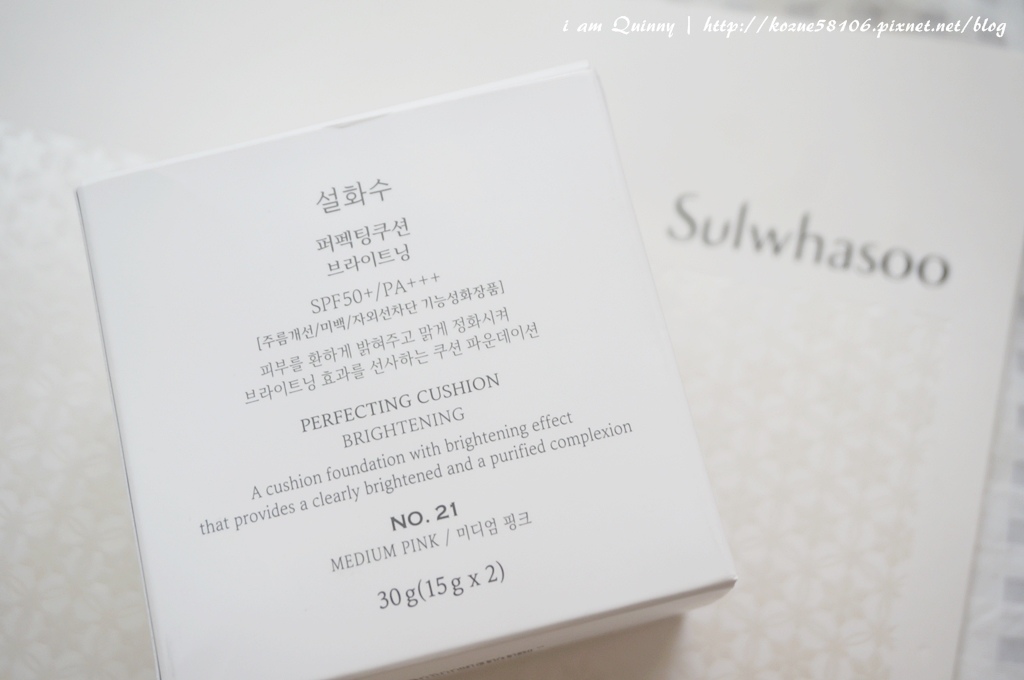 i am Quinny | http://kozue58106.pixnet.net/blog
Sulwhasoo
설화수
퍼펙팅쿠션
브라이트닝
SPF50+/PA+++
[주름개선/미백/자외선차단 기능성화장품]
피부를 환하게 밝혀주고 맑게 정화시켜
브라이트닝 효과를 선사하는 쿠션 파운데이션
PERFECTING CUSHION
BRIGHTENING
A cushion foundation with brightening effect
that provides a clearly brightened and a purified complexion
NO. 21
MEDIUM PINK / 미디엄 핑크
30g(15g x 2)